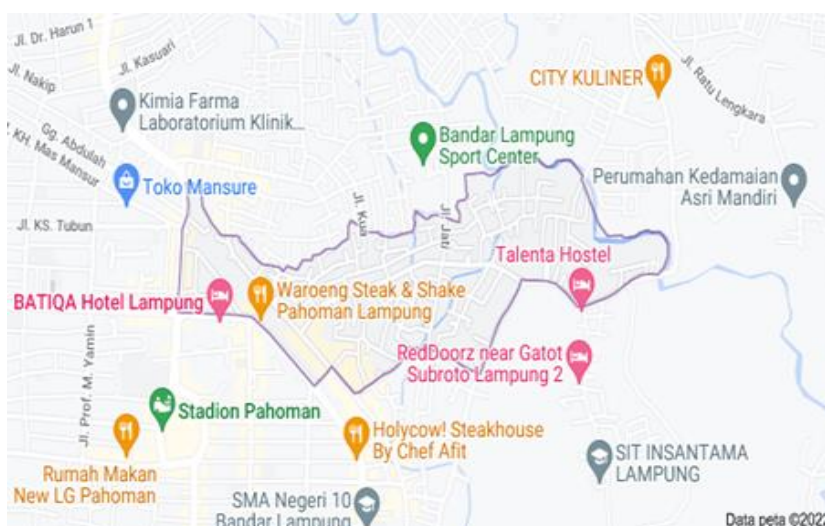 Jl. Dr. Harun 1
Jl. Kasuari
Jl. Nakip
Gg. Abdulah
KH. Mas Mansur
Jl. KS. Tubun
Kimia Farma
Laboratorium Klinik...
Toko Mansure
CITY KULINER
Jl. Ratu Lengkara
Bandar Lampung
Sport Center
Perumahan Kedamaian
Asri Mandiri
Jl. Kua
Jl. Jati
Talenta Hostel
BATIQA Hotel Lampung
Waroeng Steak & Shake
Pahoman Lampung
RedDoorz near Gatot
Subroto Lampung 2
Jl. Prof. M. Yamin
Stadion Pahoman
Holycow! Steakhouse
By Chef Afit
Rumah Makan
New LG Pahoman
SIT INSANTAMA
LAMPUNG
SMA Negeri 10
Bandar Lampung
Data peta ©202